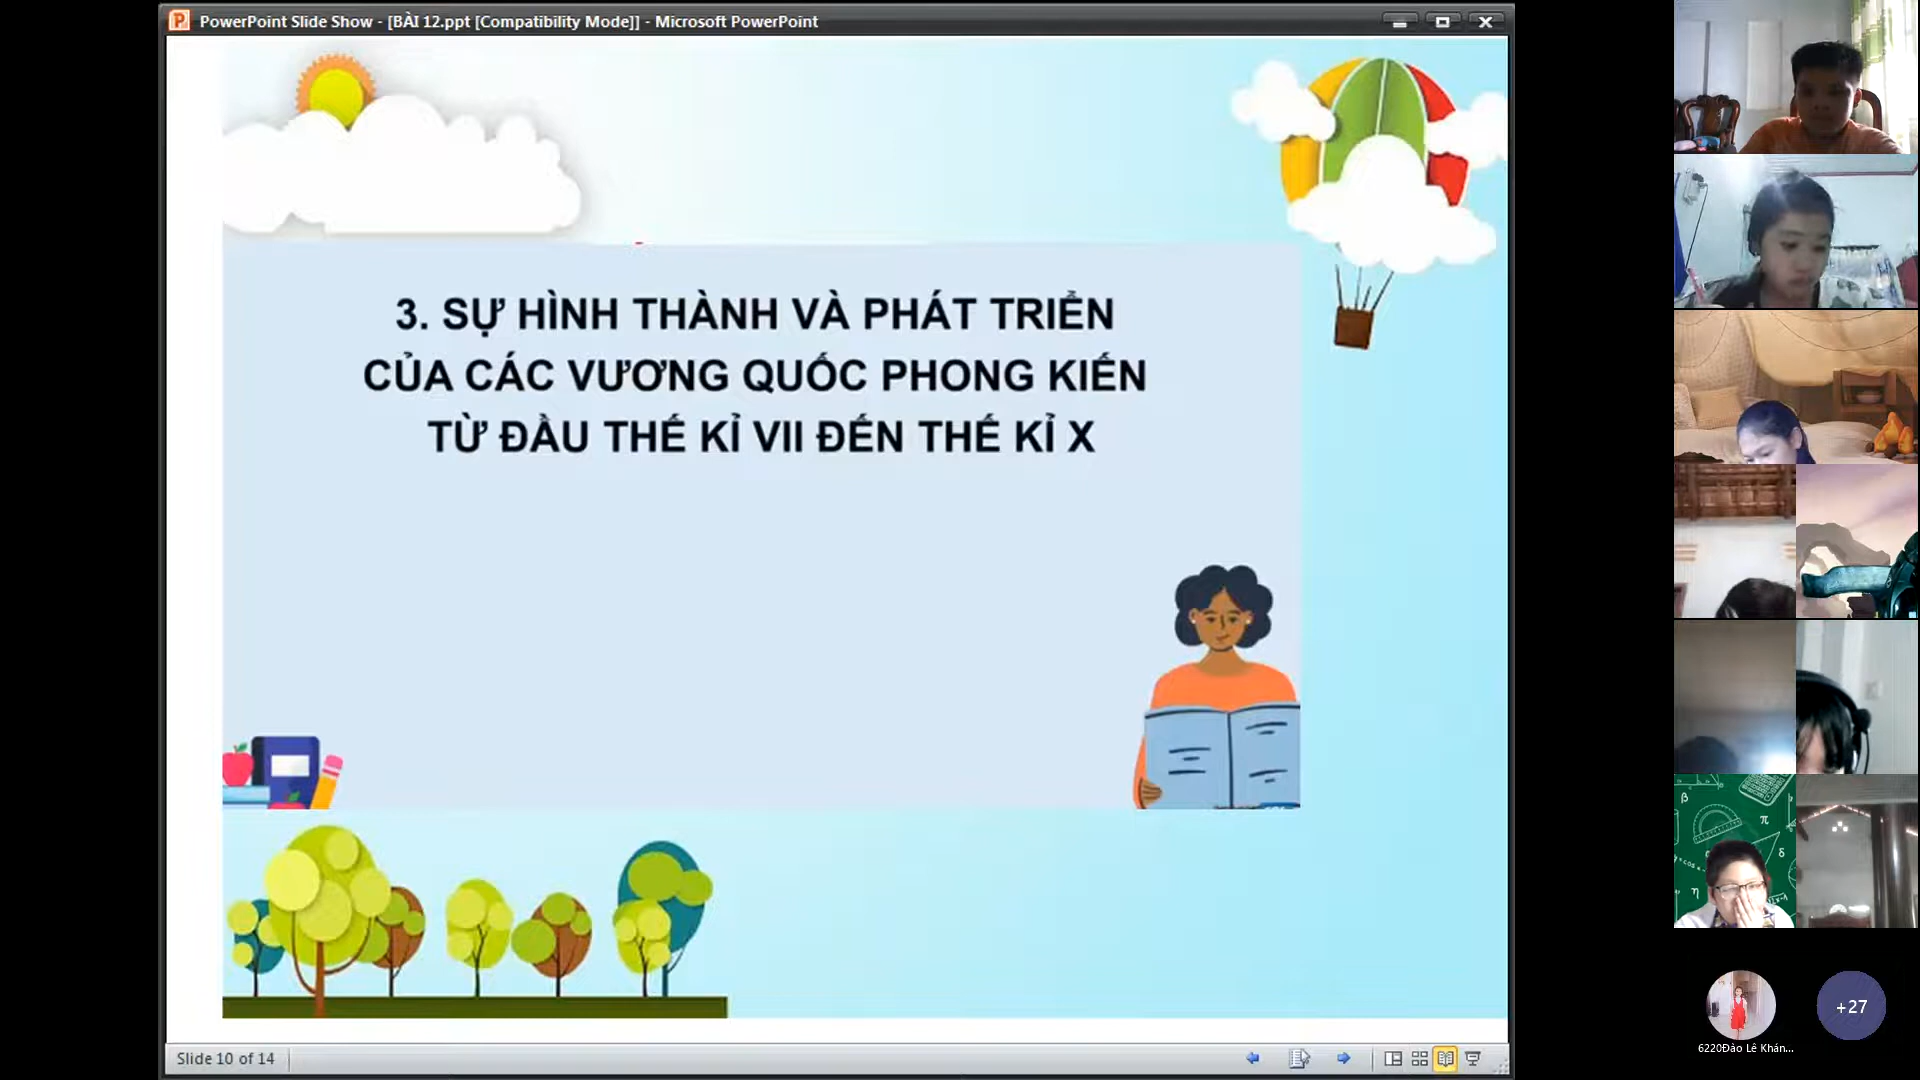 PowerPoint Slide Show - [BÀI 12.ppt [Compatibility Mode]] - Microsoft PowerPoint
3. SỰ HÌNH THÀNH VÀ PHÁT TRIỂN
CỦA CÁC VƯƠNG QUỐC PHONG KIẾN
TỪ ĐẦU THẾ KỈ VII ĐẾN THẾ KỈ X
Slide 10 of 14
+27
6220Đào Lê Khán...